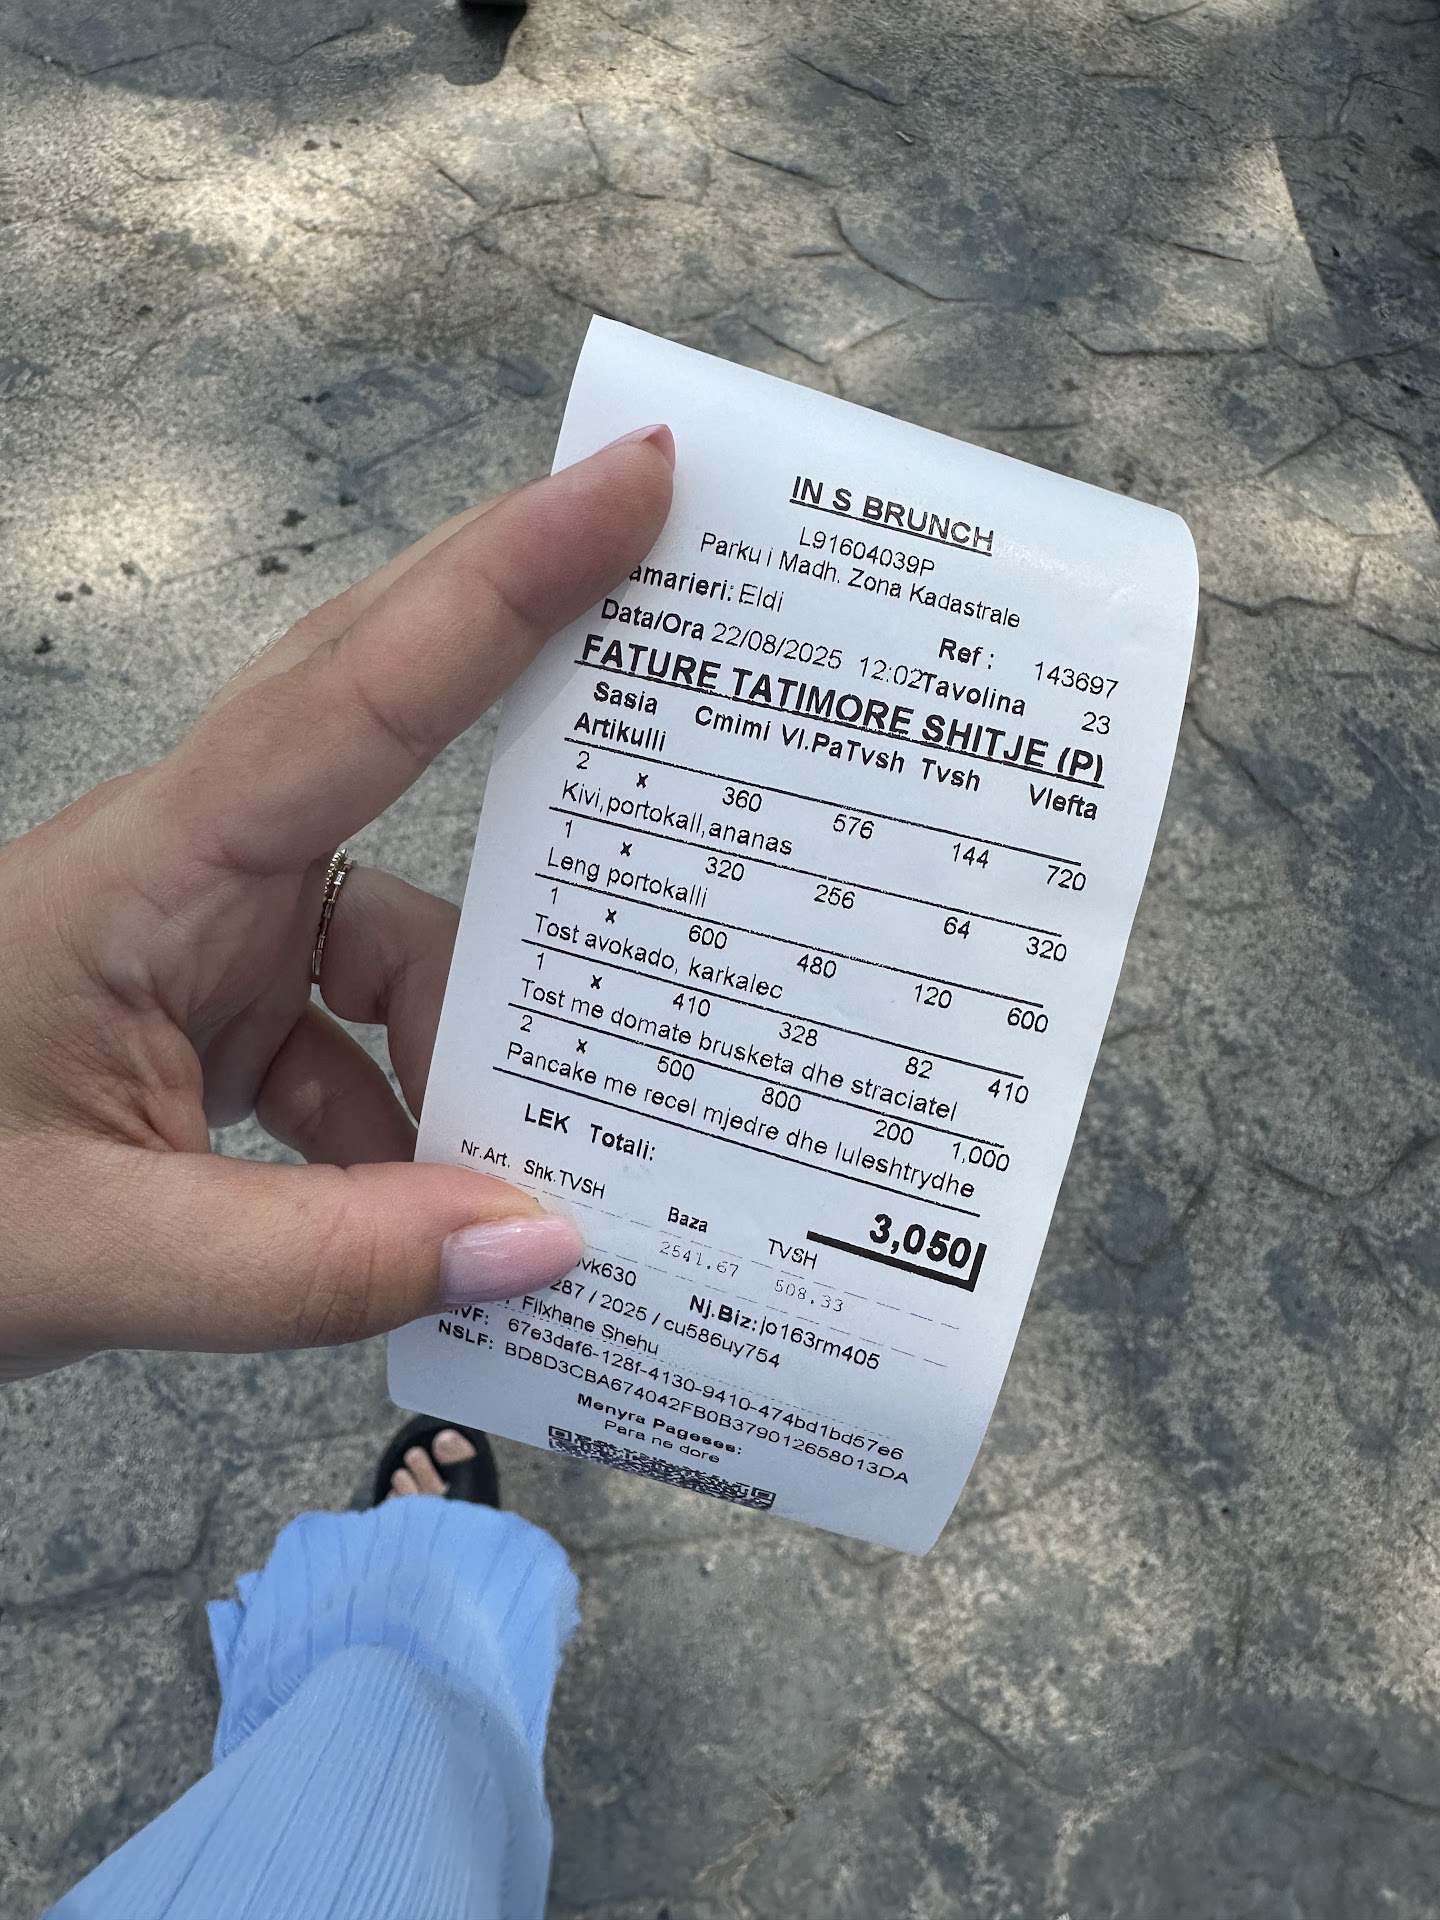 IN S BRUNCH
L91604039P
Parku i Madh. Zona Kadastrale
amarieri: Eldi
Ref : 143697
Data/Ora 22/08/2025 12:02 Tavolina 23
FATURE TATIMORE SHITJE (P)
Sasia Cmimi Vl.PaTvsh Tvsh Vlefta
Artikulli
2 x 360 576 144 720
Kivi,portokall,ananas
1 x 320 256 64 320
Leng portokalli
1 x 600 480 120 600
Tost avokado, karkalec
1 x 410 328 82 410
Tost me domate brusketa dhe straciatel
2 x 500 800 200 1,000
Pancake me recel mjedre dhe luleshtrydhe
LEK Totali: 3,050
Nr.Art. Shk.TVSH Baza TVSH
2541.67 508.33
vk630 Nj.Biz: jo163rm405
287 / 2025 / cu586uy754
Filxhane Shehu
IVF: 67e3daf6-128f-4130-9410-474bd1bd57e6
NSLF: BD8D3CBA674042FB0B379012658013DA
Menyra Pageses:
Para ne dore